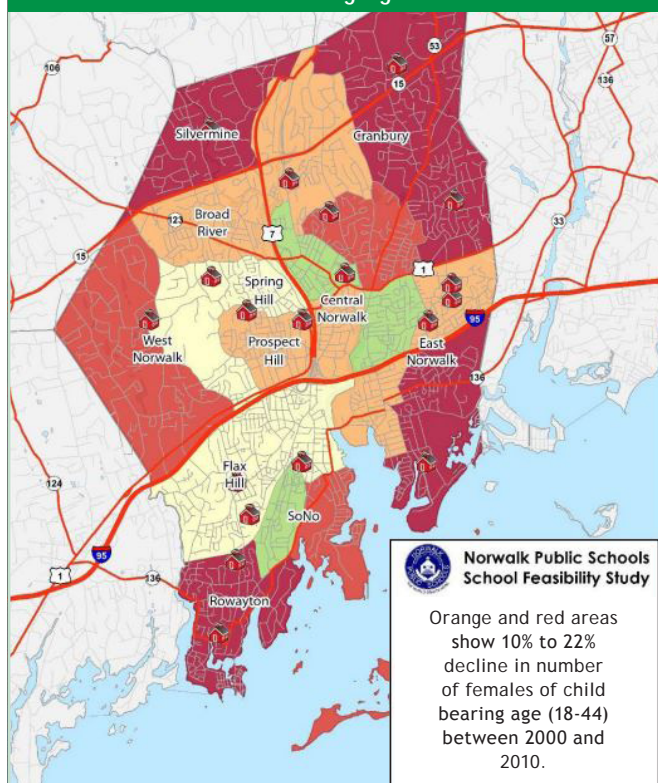 57
106
53
136
15
Silvermine
Cranbury
123
Broad
River
33
7
15
1
Spring
Hill
Central
Norwalk
95
West
Norwalk
Prospect
Hill
East
Norwalk
136
124
Flax
Hill
SoNo
95
1
136
Rowayton
Norwalk Public Schools
School Feasibility Study
Orange and red areas
show 10% to 22%
decline in number
of females of child
bearing age (18-44)
between 2000 and
2010.